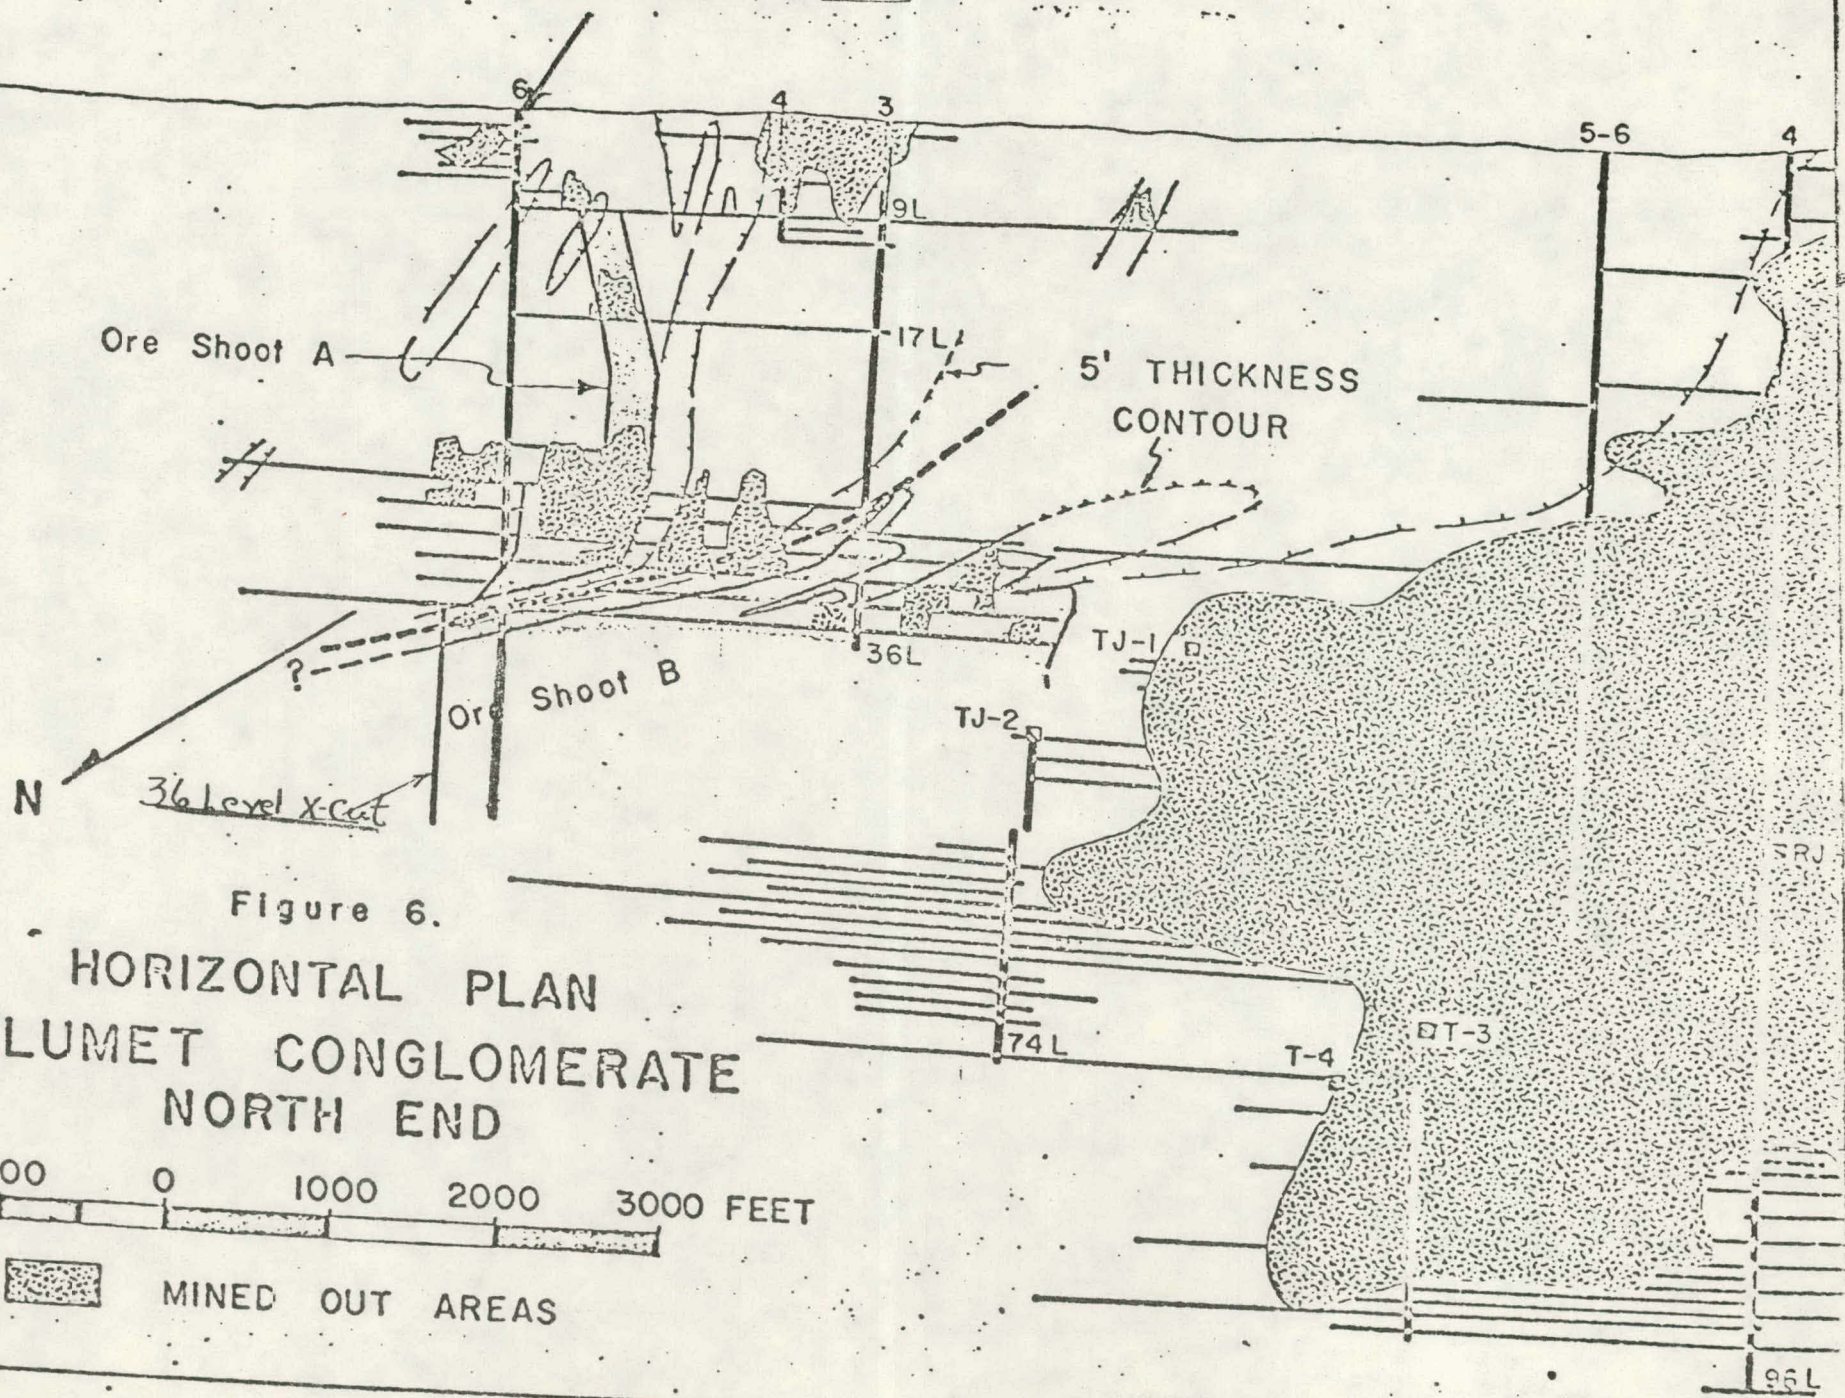 6
4
3
5-6
4
9L
17L
Ore Shoot A
5' THICKNESS
CONTOUR
36L
TJ-1
Ore Shoot B
TJ-2
N
36 Level X-cut
RJ
Figure 6.
HORIZONTAL PLAN
LUMET CONGLOMERATE
NORTH END
T-3
74L
T-4
00 0 1000 2000 3000 FEET
MINED OUT AREAS
96L
?